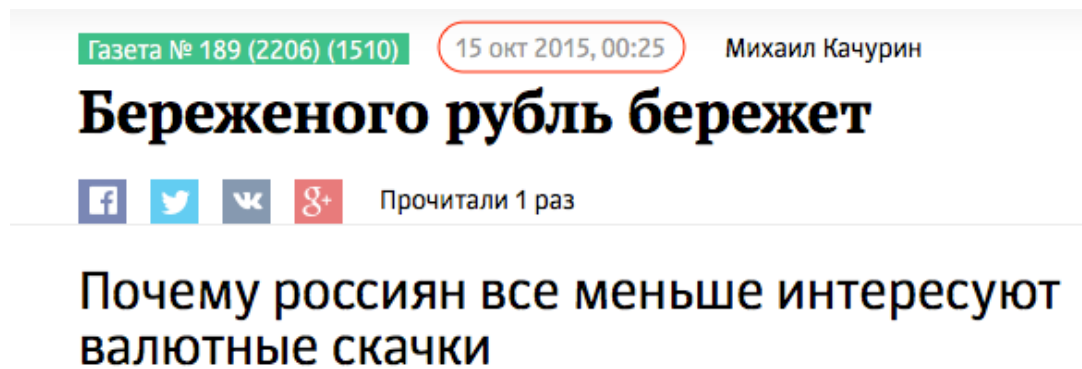 Газета № 189 (2206) (1510) 15 окт 2015, 00:25 Михаил Качурин
Береженого рубль бережет
Прочитали 1 раз
Почему россиян все меньше интересуют
валютные скачки